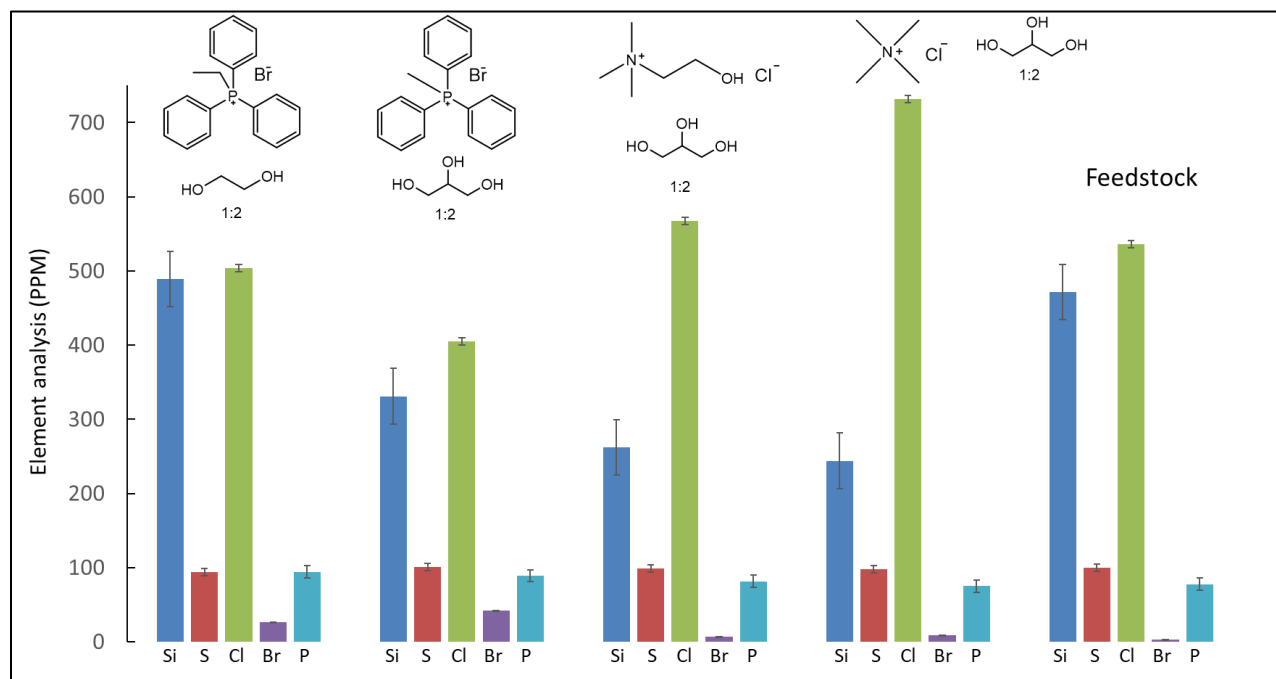 Element analysis (PPM)
700
600
500
400
300
200
100
0
Br⁻
P
+
HO
OH
1:2
Br⁻
P
+
OH
HO
OH
1:2
N⁺
OH
Cl⁻
OH
HO
OH
1:2
N⁺
Cl⁻
OH
HO
OH
1:2
Feedstock
Si S Cl Br P
Si S Cl Br P
Si S Cl Br P
Si S Cl Br P
Si S Cl Br P